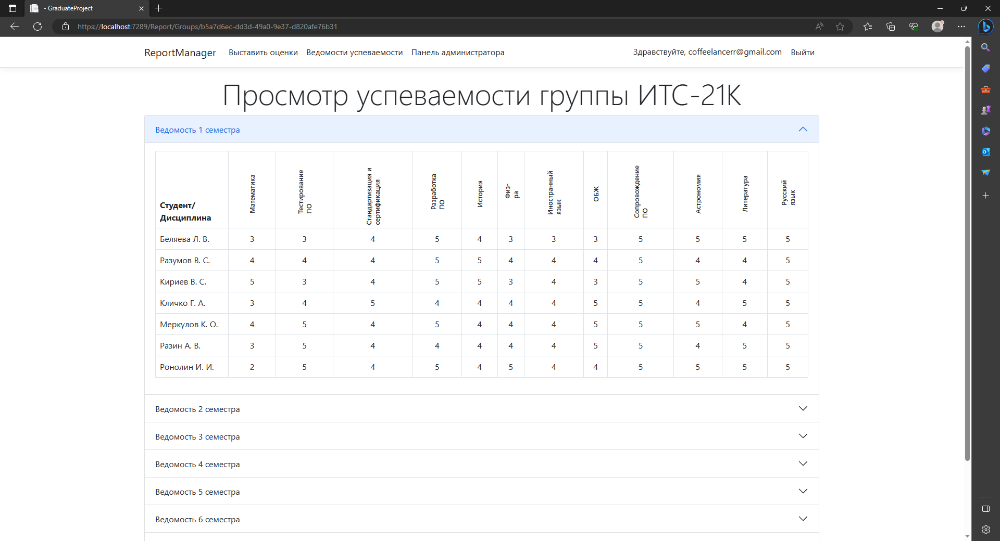 - GraduateProject
https://localhost:7289/Report/Groups/b5a7d6ec-dd3d-49a0-9e37-d820afe76b31
ReportManager Выставить оценки Ведомости успеваемости Панель администратора Здравствуйте, coffeelancerr@gmail.com Выйти
Просмотр успеваемости группы ИТС-21К
Ведомость 1 семестра
Студент/
Дисциплина
Математика
Тестирование
ПО
Стандартизация и
сертификация
Разработка
ПО
История
Физ-
ра
Иностранный
язык
ОБЖ
Сопровождение
ПО
Астрономия
Литература
Русский
язык
Беляева Л. В. 3 3 4 5 4 3 3 3 5 5 5 5
Разумов В. С. 4 4 4 5 5 4 4 4 5 4 4 5
Кириев В. С. 5 3 4 5 5 3 4 3 5 5 4 5
Кличко Г. А. 3 4 5 4 4 4 4 5 5 4 5 5
Меркулов К. О. 4 5 4 5 4 4 4 5 5 5 4 5
Разин А. В. 3 5 4 4 4 4 4 5 5 4 5 5
Ронолин И. И. 2 5 4 5 4 5 4 4 5 5 5 5
Ведомость 2 семестра
Ведомость 3 семестра
Ведомость 4 семестра
Ведомость 5 семестра
Ведомость 6 семестра